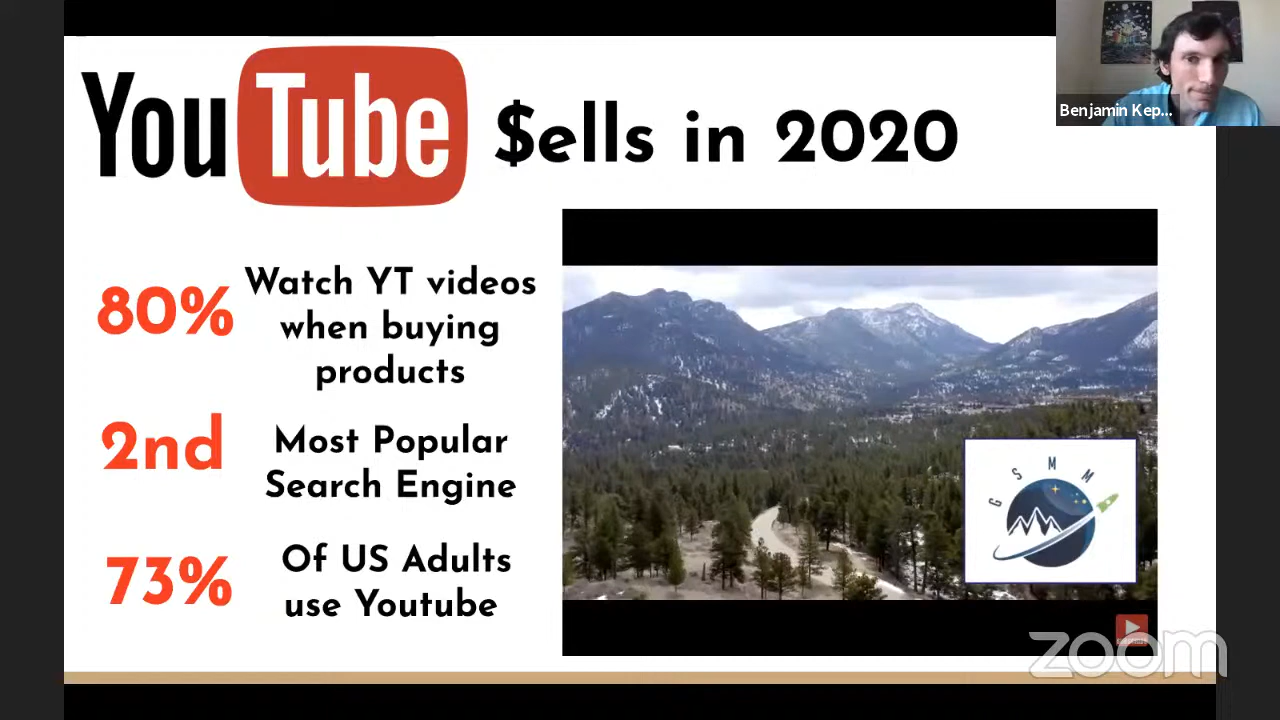 YouTube $ells in 2020
Benjamin Kep...
80% Watch YT videos
when buying
products
2nd Most Popular
Search Engine
73% Of US Adults
use Youtube
GSMM
zoom